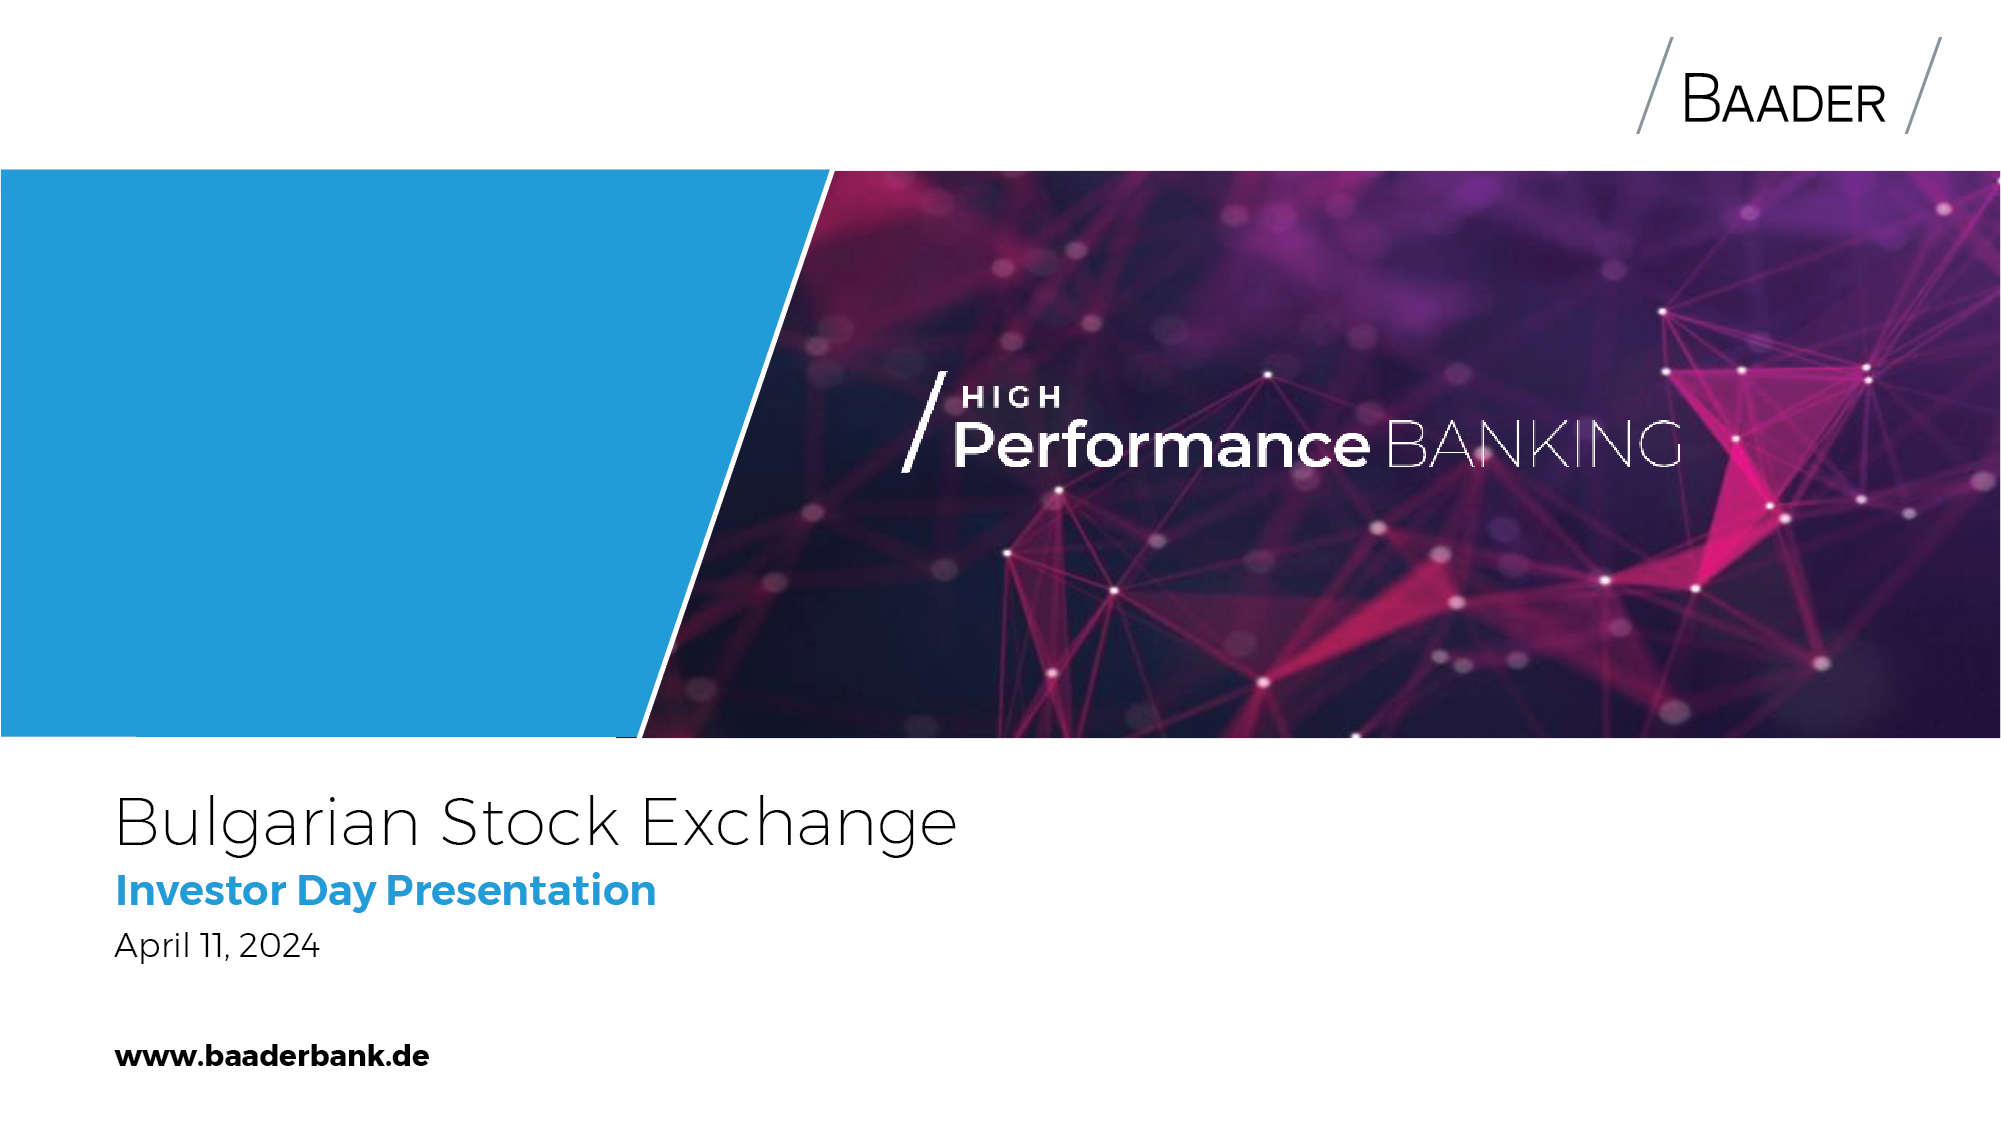 BAADER
HIGH
Performance BANKING
Bulgarian Stock Exchange
Investor Day Presentation
April 11, 2024
www.baaderbank.de